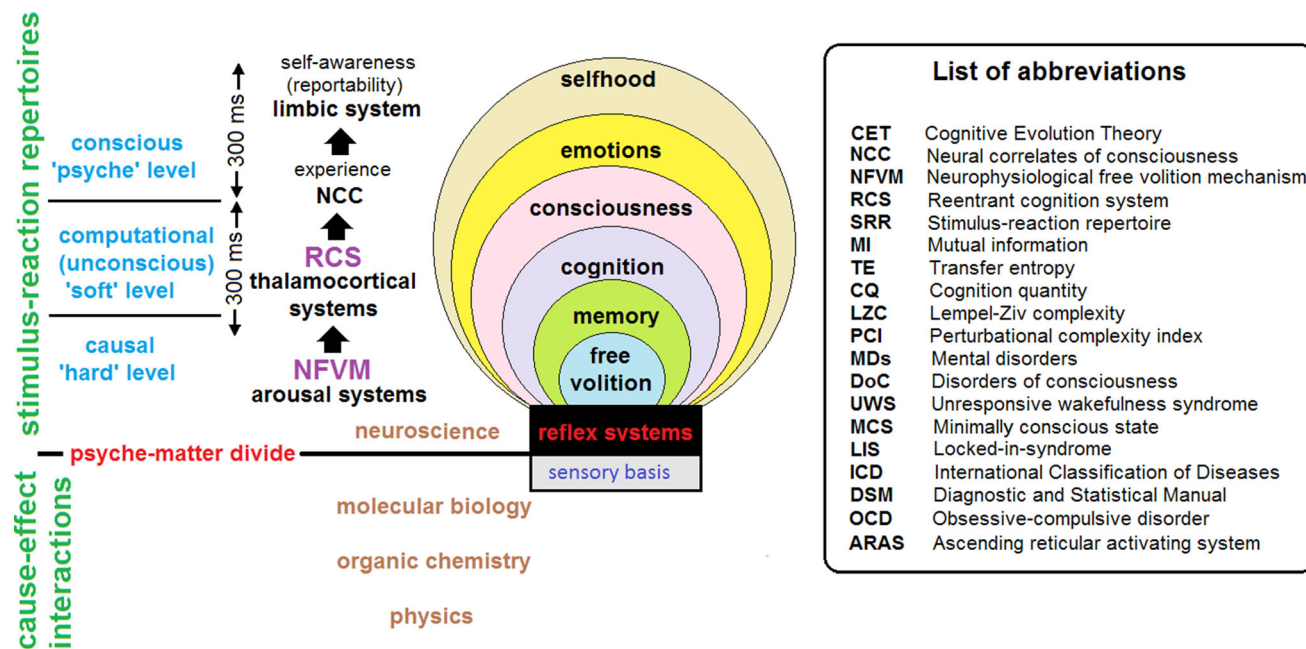 stimulus-reaction repertoires
cause-effect
interactions
conscious
'psyche' level
computational
(unconscious)
'soft' level
causal
'hard' level
300 ms
300 ms
self-awareness
(reportability)
limbic system
experience
NCC
RCS
thalamocortical
systems
NFVM
arousal systems
neuroscience
psyche-matter divide
molecular biology
organic chemistry
physics
selfhood
emotions
consciousness
cognition
memory
free
volition
reflex systems
sensory basis
List of abbreviations
CET Cognitive Evolution Theory
NCC Neural correlates of consciousness
NFVM Neurophysiological free volition mechanism
RCS Reentrant cognition system
SRR Stimulus-reaction repertoire
MI Mutual information
TE Transfer entropy
CQ Cognition quantity
LZC Lempel-Ziv complexity
PCI Perturbational complexity index
MDs Mental disorders
DoC Disorders of consciousness
UWS Unresponsive wakefulness syndrome
MCS Minimally conscious state
LIS Locked-in-syndrome
ICD International Classification of Diseases
DSM Diagnostic and Statistical Manual
OCD Obsessive-compulsive disorder
ARAS Ascending reticular activating system